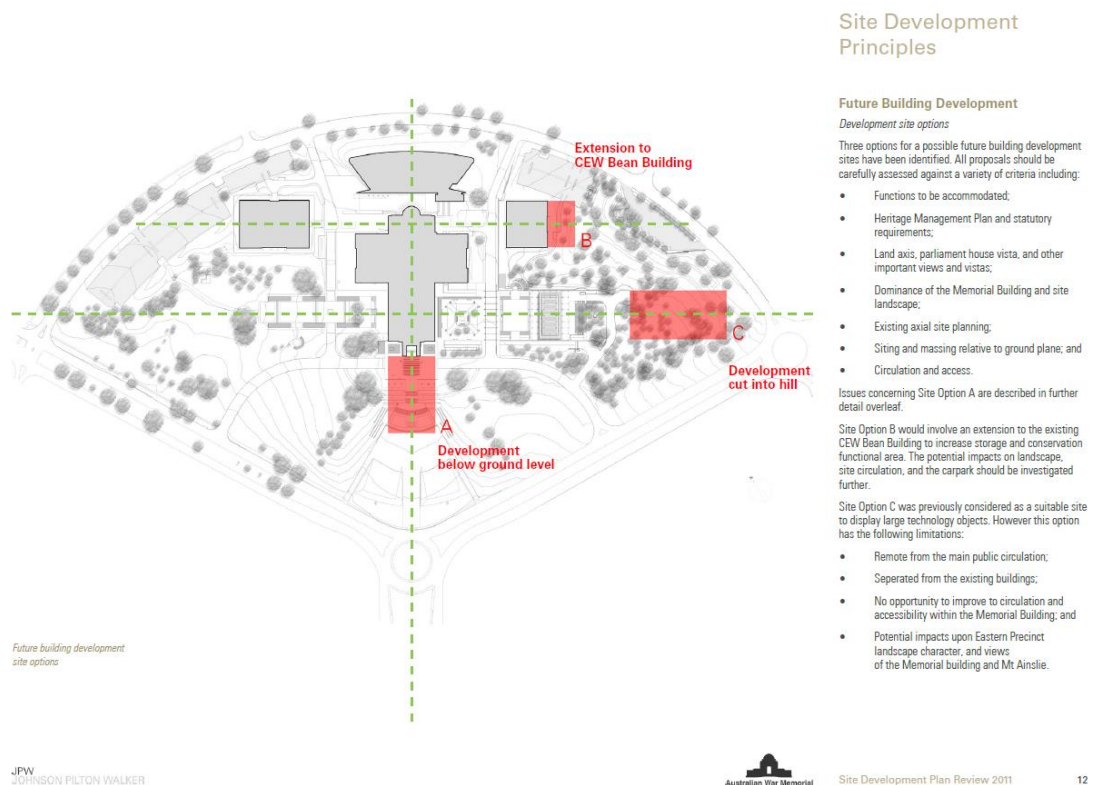 Site Development
Principles
Future Building Development
Development site options
Three options for a possible future building development
sites have been identified. All proposals should be
carefully assessed against a variety of criteria including:
• Functions to be accommodated;
• Heritage Management Plan and statutory
requirements;
• Land axis, parliament house vista, and other
important views and vistas;
• Dominance of the Memorial Building and site
landscape;
• Existing axial site planning;
• Siting and massing relative to ground plane; and
• Circulation and access.
Issues concerning Site Option A are described in further
detail overleaf.
Site Option B would involve an extension to the existing
CEW Bean Building to increase storage and conservation
functional area. The potential impacts on landscape,
site circulation, and the carpark should be investigated
further.
Site Option C was previously considered as a suitable site
to display large technology objects. However this option
has the following limitations:
• Remote from the main public circulation;
• Seperated from the existing buildings;
• No opportunity to improve to circulation and
accessibility within the Memorial Building; and
• Potential impacts upon Eastern Precinct
landscape character, and views
of the Memorial building and Mt Ainslie.
Extension to
CEW Bean Building
B
C
Development
cut into hill
A
Development
below ground level
Future building development
site options
JPW
JOHNSON PILTON WALKER
Australian War Memorial
Site Development Plan Review 2011
12